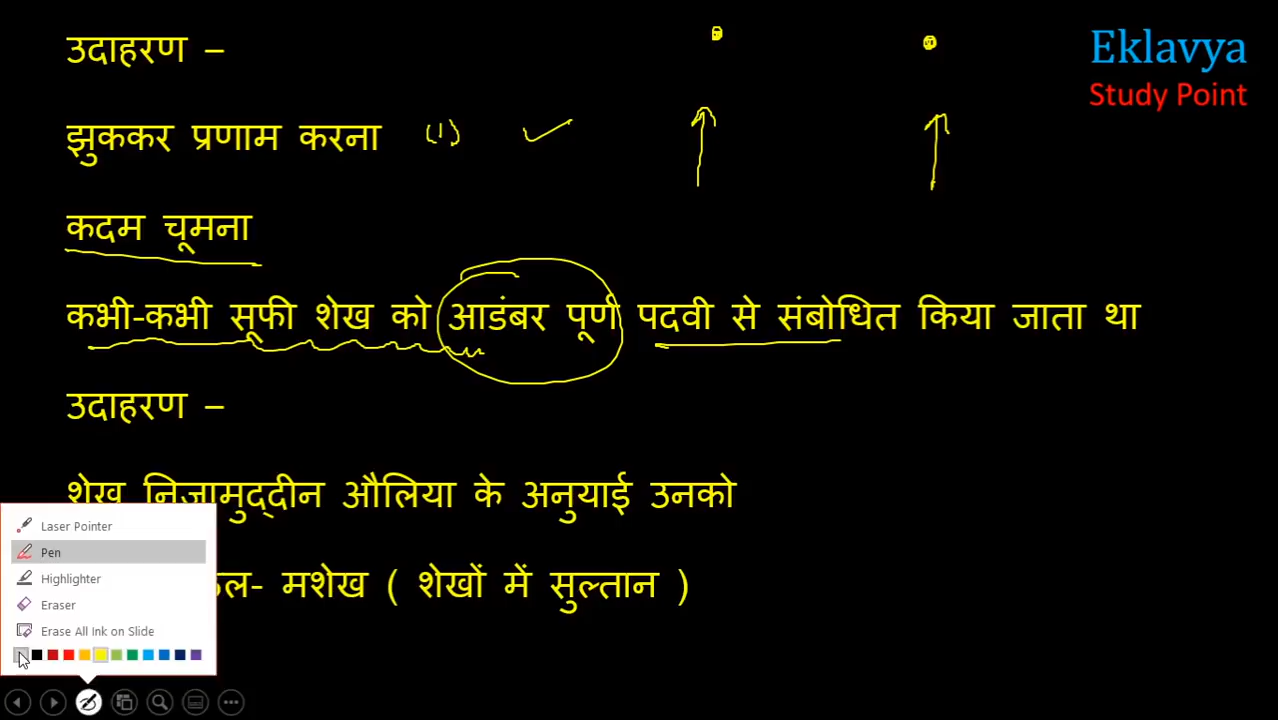 उदाहरण –
Eklavya
Study Point
झुककर प्रणाम करना (1)
कदम चूमना
कभी-कभी सूफी शेख को आडंबर पूर्ण पदवी से संबोधित किया जाता था
उदाहरण –
शेख निजामुद्दीन औलिया के अनुयाई उनको
मशेख ( शेखों में सुल्तान )
Laser Pointer
Pen
Highlighter
Eraser
Erase All Ink on Slide